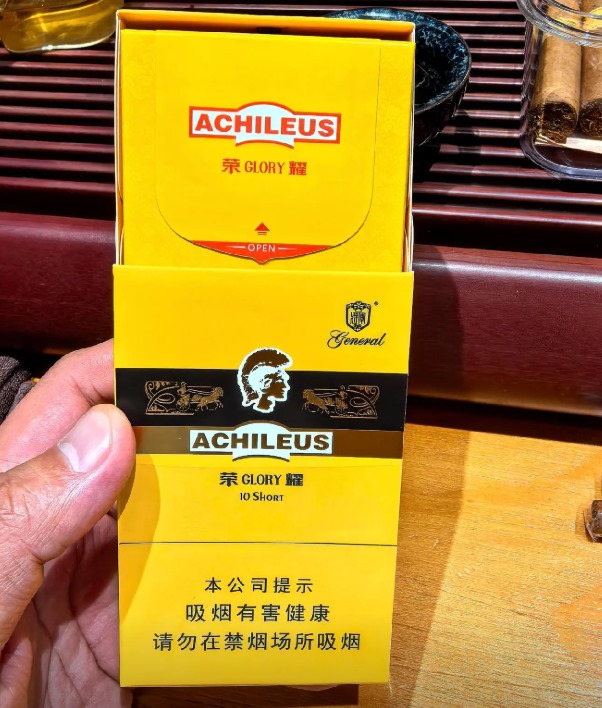 ACHILEUS
荣 GLORY 耀
OPEN
General
ACHILEUS
荣 GLORY 耀
10 SHORT
本公司提示
吸烟有害健康
请勿在禁烟场所吸烟